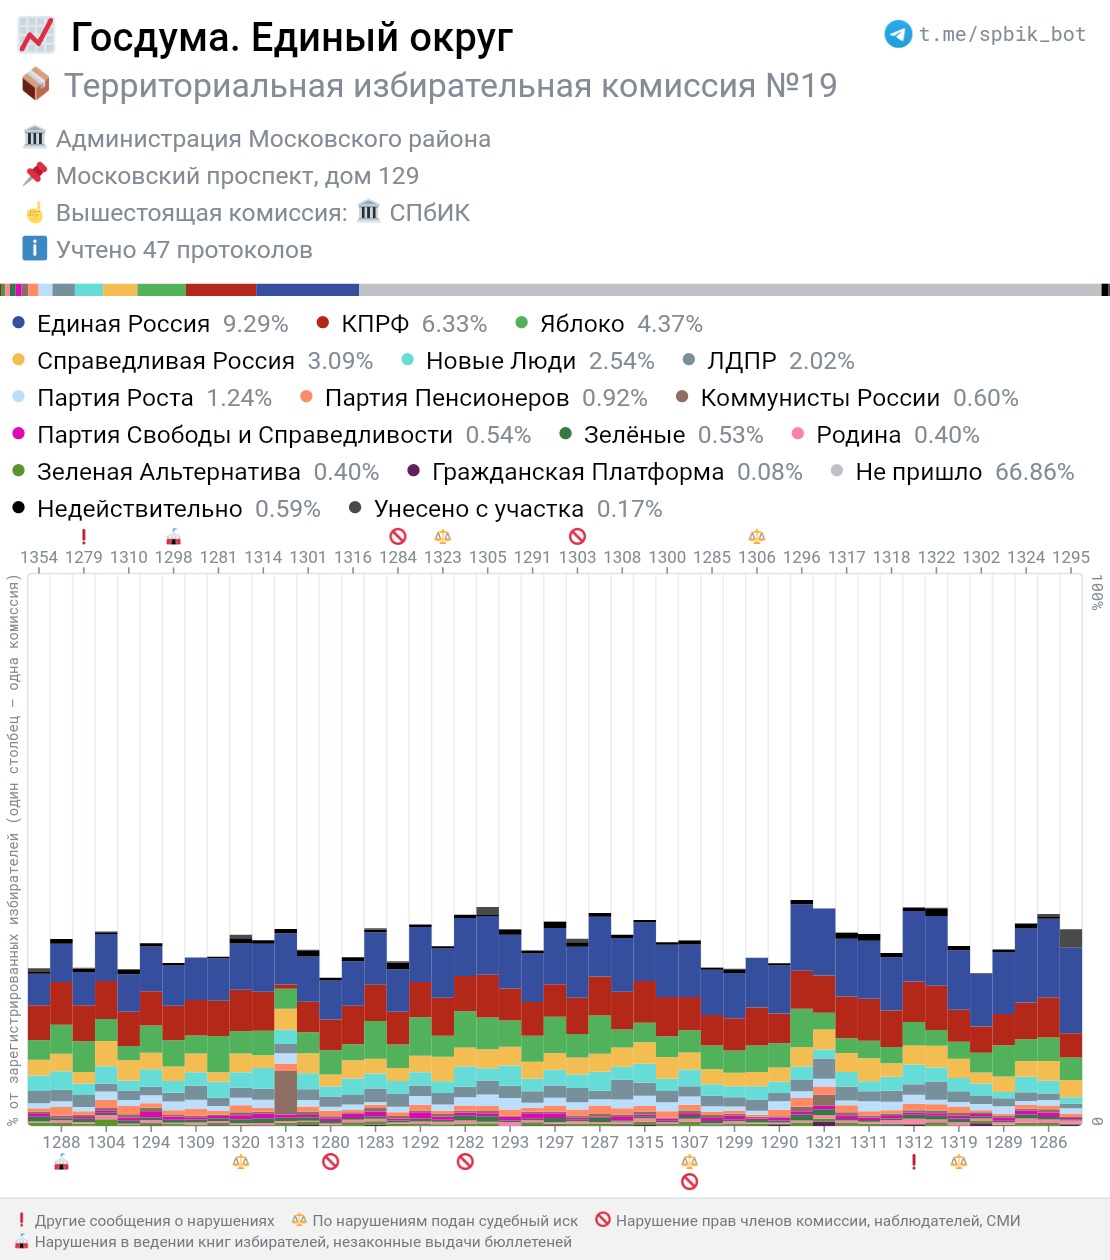 Госдума. Единый округ
t.me/spbik_bot
Территориальная избирательная комиссия №19
Администрация Московского района
Московский проспект, дом 129
Вышестоящая комиссия: СПбИК
Учтено 47 протоколов
Единая Россия 9.29% КПРФ 6.33% Яблоко 4.37%
Справедливая Россия 3.09% Новые Люди 2.54% ЛДПР 2.02%
Партия Роста 1.24% Партия Пенсионеров 0.92% Коммунисты России 0.60%
Партия Свободы и Справедливости 0.54% Зелёные 0.53% Родина 0.40%
Зеленая Альтернатива 0.40% Гражданская Платформа 0.08% Не пришло 66.86%
Недействительно 0.59% Унесено с участка 0.17%
1354 1279 1310 1298 1281 1314 1301 1316 1284 1323 1305 1291 1303 1308 1300 1285 1306 1296 1317 1318 1322 1302 1324 1295
% от зарегистрированных избирателей (один столбец – одна комиссия)
100%
0
1288 1304 1294 1309 1320 1313 1280 1283 1292 1282 1293 1297 1287 1315 1307 1299 1290 1321 1311 1312 1319 1289 1286
Другие сообщения о нарушениях По нарушениям подан судебный иск Нарушение прав членов комиссии, наблюдателей, СМИ
Нарушения в ведении книг избирателей, незаконные выдачи бюллетеней